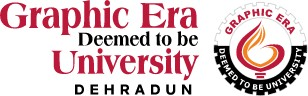 Graphic Era
Deemed to be
University
DEHRADUN
GRAPHIC ERA
DEEMED TO BE UNIVERSITY